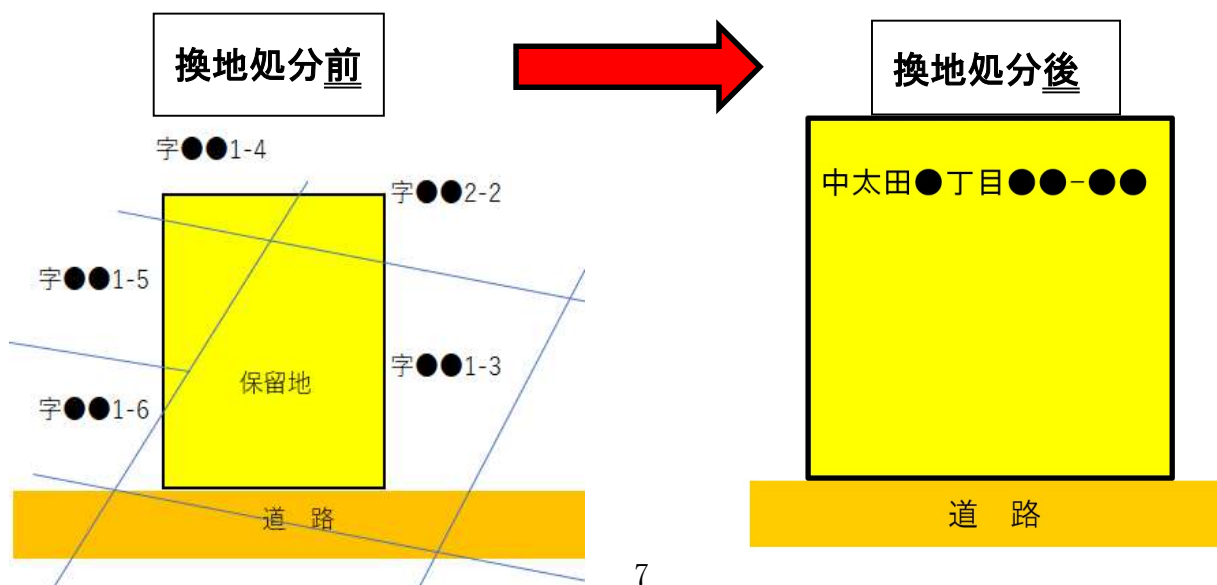 換地処分前
字●●1-4
字●●2-2
字●●1-5
字●●1-3
保留地
字●●1-6
道　路
換地処分後
中太田●丁目●●-●●
道　路
7